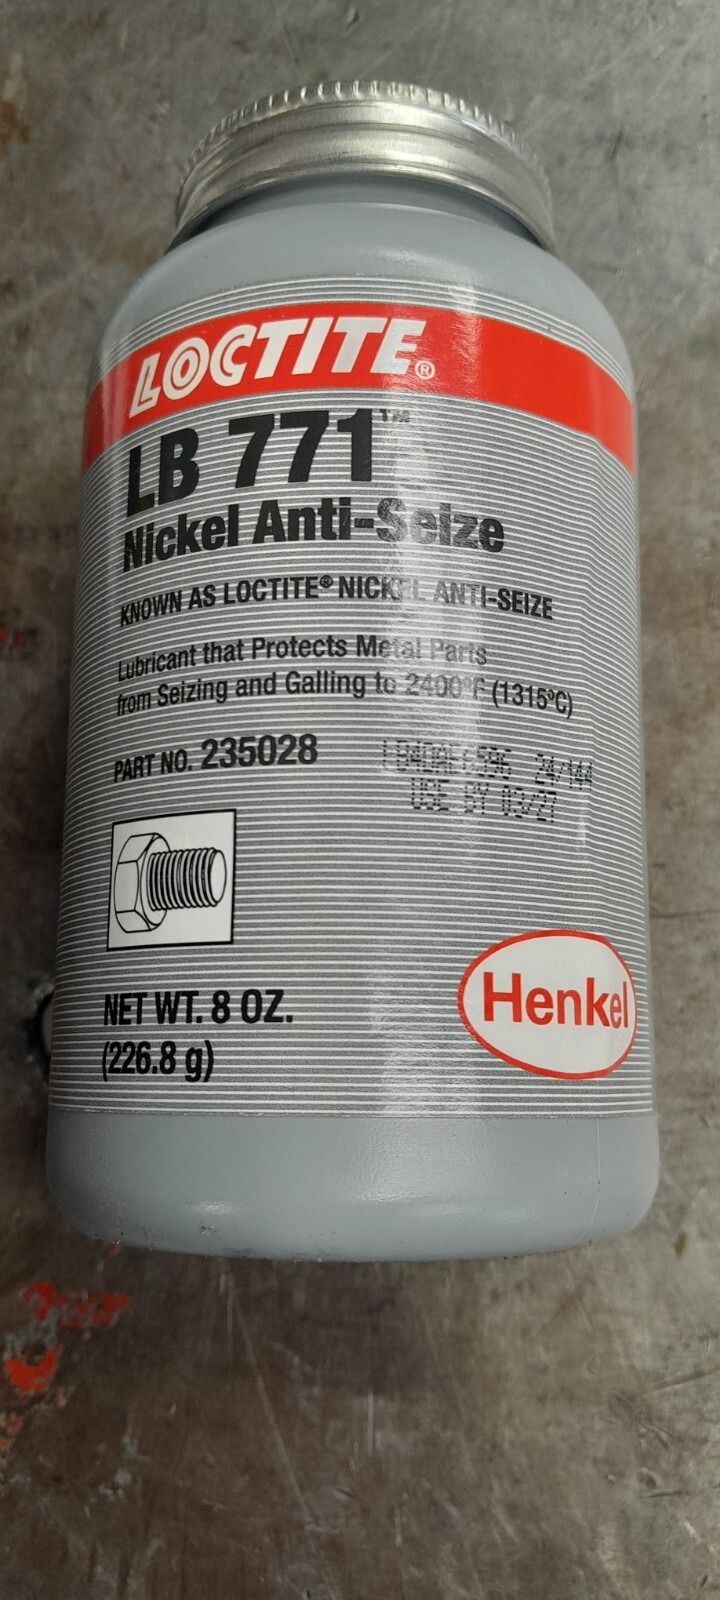 LOCTITE®
LB 771™
Nickel Anti-Seize
KNOWN AS LOCTITE® NICKEL ANTI-SEIZE
Lubricant that Protects Metal Parts
from Seizing and Galling to 2400°F (1315°C)
PART NO. 235028
24/144
USE BY 03/27
Henkel
NET WT. 8 OZ.
(226.8 g)